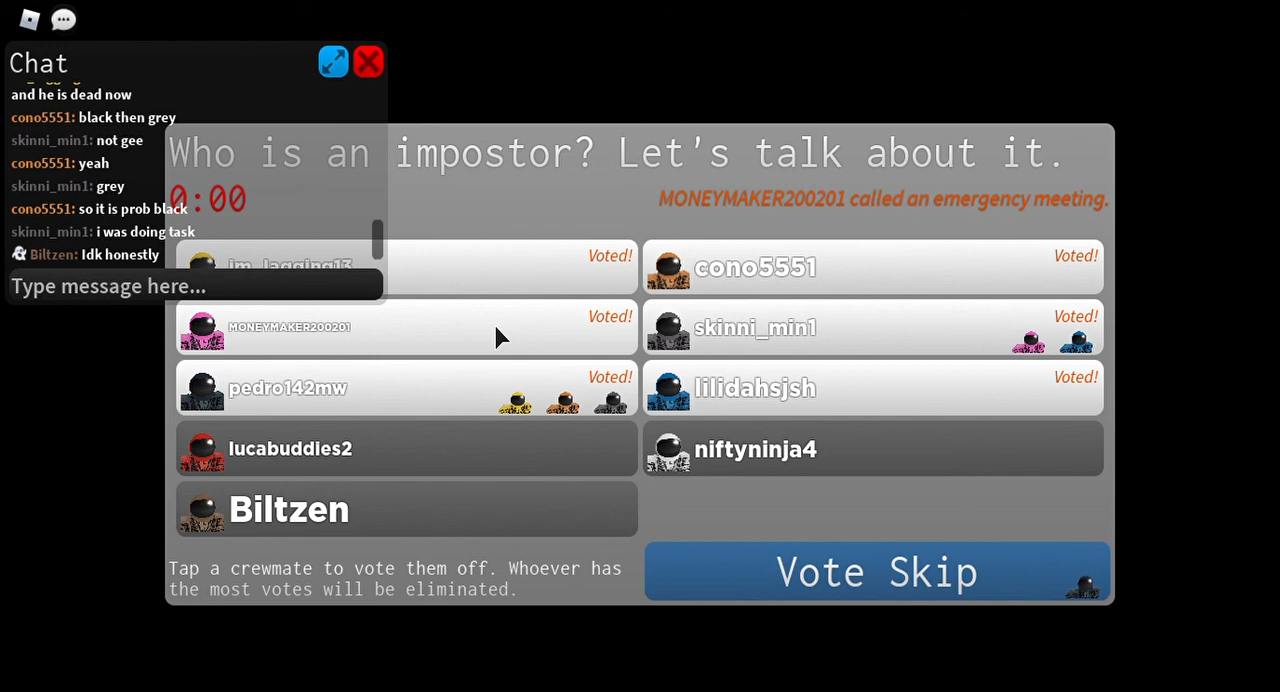 Chat
and he is dead now
cono5551: black then grey
skinni_min1: not gee
cono5551: yeah
skinni_min1: grey
cono5551: so it is prob black
skinni_min1: i was doing task
Biltzen: Idk honestly
Type message here...
Who is an impostor? Let's talk about it.
0:00
MONEYMAKER200201 called an emergency meeting.
im_lagging13
Voted!
cono5551
Voted!
MONEYMAKER200201
Voted!
skinni_min1
Voted!
pedro142mw
Voted!
lilidahsjsh
Voted!
lucabuddies2
niftyninja4
Biltzen
Tap a crewmate to vote them off. Whoever has
the most votes will be eliminated.
Vote Skip